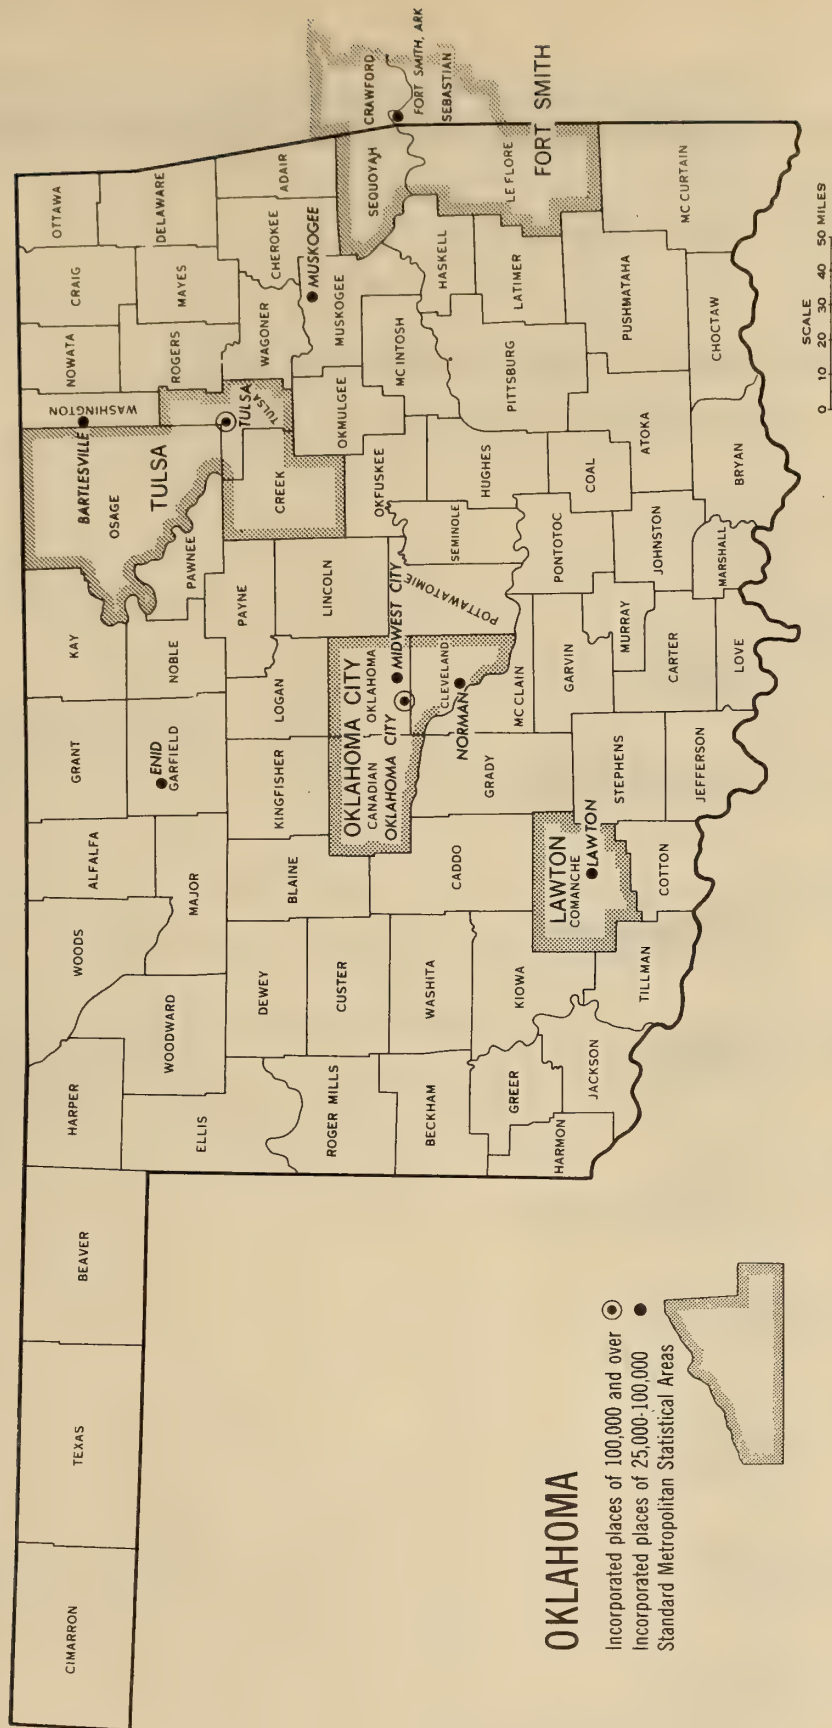 CIMARRON
TEXAS
BEAVER
HARPER
WOODS
ALFALFA
GRANT
KAY
OSAGE
BARTLESVILLE
TULSA
WASHINGTON
NOWATA
CRAIG
OTTAWA
ELLIS
WOODWARD
MAJOR
ENID
GARFIELD
NOBLE
PAWNEE
ROGERS
MAYES
DELAWARE
ROGER MILLS
DEWEY
BLAINE
KINGFISHER
LOGAN
PAYNE
CREEK
TULSA
TULSA
WAGONER
CHEROKEE
ADAIR
BECKHAM
CUSTER
OKLAHOMA CITY
CANADIAN
OKLAHOMA
OKLAHOMA CITY
MIDWEST CITY
LINCOLN
OKFUSKEE
OKMULGEE
MUSKOGEE
MUSKOGEE
SEQUOYAH
CRAWFORD
FORT SMITH, ARK
SEBASTIAN
GREER
WASHITA
CADDO
GRADY
CLEVELAND
NORMAN
MC CLAIN
POTTAWATOMIE
SEMINOLE
HUGHES
MC INTOSH
HASKELL
LE FLORE
FORT SMITH
HARMON
JACKSON
KIOWA
LAWTON
COMANCHE
LAWTON
STEPHENS
GARVIN
PONTOTOC
COAL
PITTSBURG
LATIMER
TILLMAN
COTTON
JEFFERSON
CARTER
MURRAY
JOHNSTON
ATOKA
PUSHMATAHA
MC CURTAIN
LOVE
MARSHALL
BRYAN
CHOCTAW
OKLAHOMA
Incorporated places of 100,000 and over
Incorporated places of 25,000-100,000
Standard Metropolitan Statistical Areas
SCALE
0 10 20 30 40 50 MILES